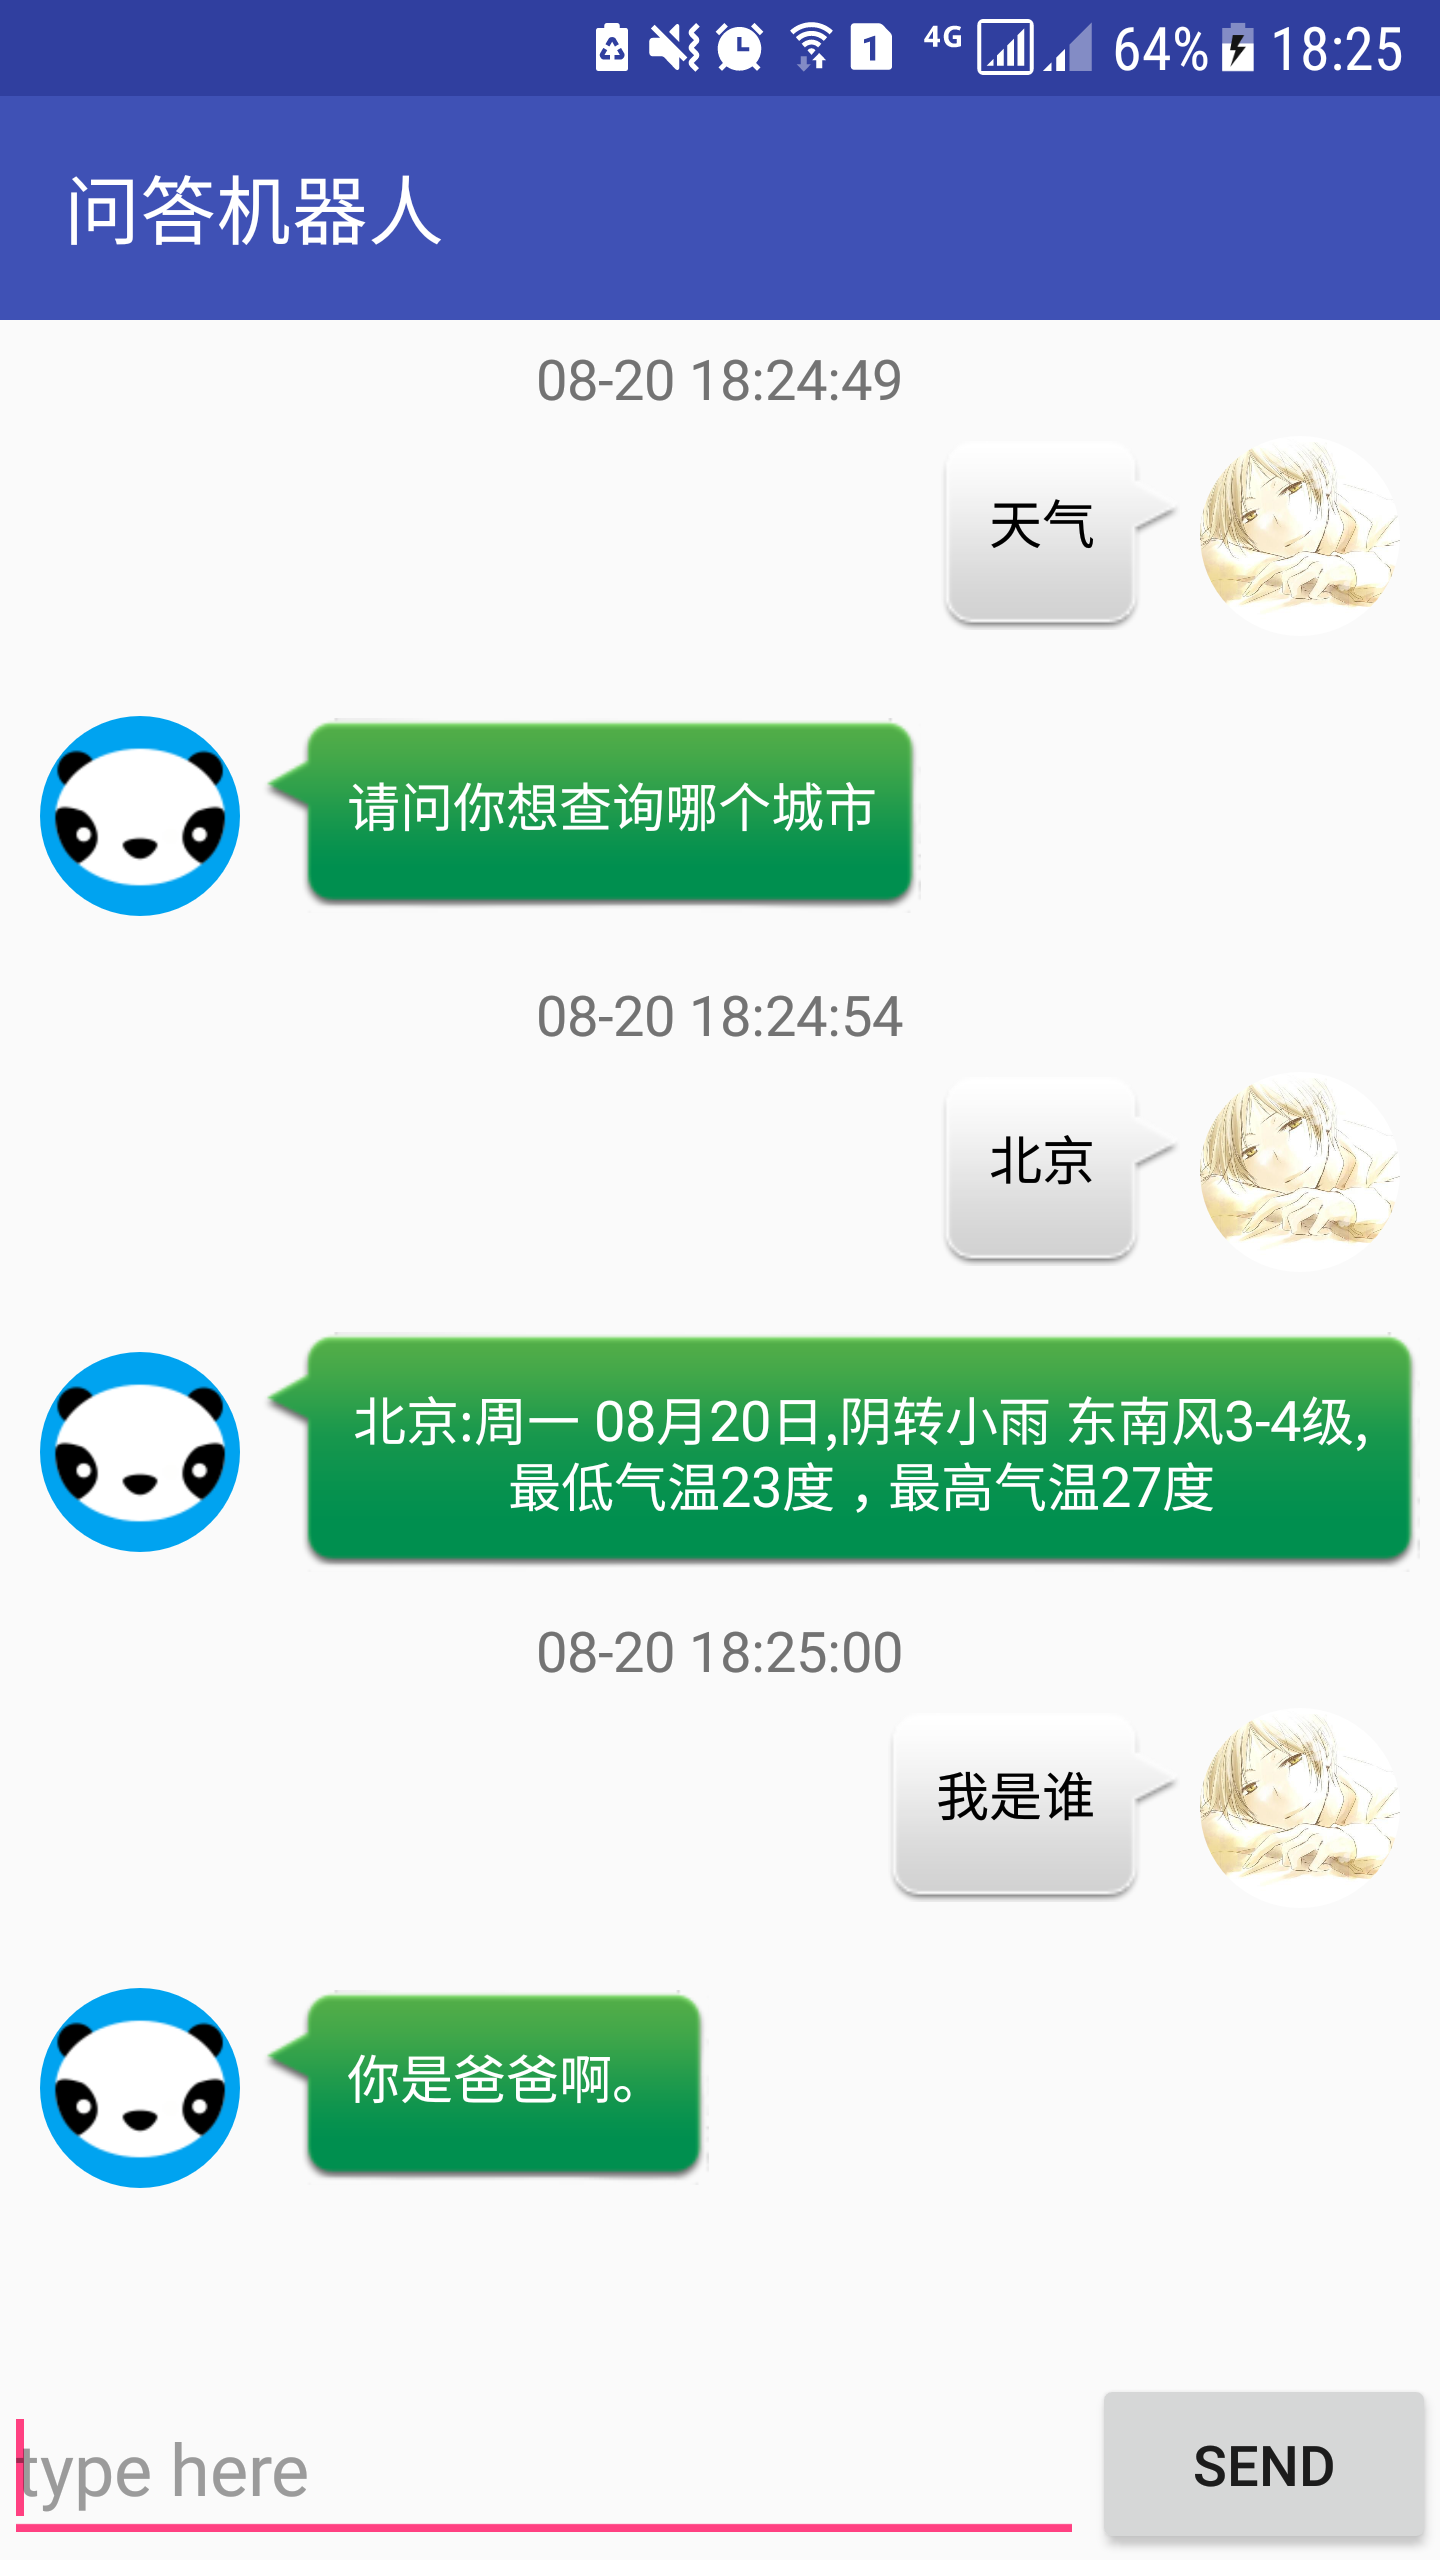 4G 64% 18:25
1
问答机器人
08-20 18:24:49
天气
请问你想查询哪个城市
08-20 18:24:54
北京
北京:周一 08月20日,阴转小雨 东南风3-4级,
最低气温23度，最高气温27度
08-20 18:25:00
我是谁
你是爸爸啊。
type here
SEND